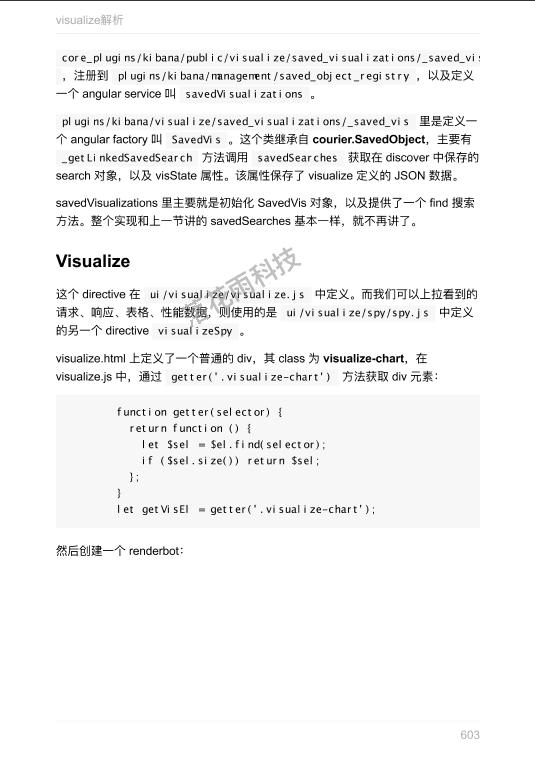 visualize解析
core_plugins/kibana/public/visualize/saved_visualizations/_saved_vis
，注册到 plugins/kibana/management/saved_object_registry ，以及定义
一个 angular service 叫 savedVisualizations 。
plugins/kibana/visualize/saved_visualizations/_saved_vis 里是定义一
个 angular factory 叫 SavedVis 。这个类继承自 courier.SavedObject，主要有
_getLinkedSavedSearch 方法调用 savedSearches 获取在 discover 中保存的
search 对象，以及 visState 属性。该属性保存了 visualize 定义的 JSON 数据。
savedVisualizations 里主要就是初始化 SavedVis 对象，以及提供了一个 find 搜索
方法。整个实现和上一节讲的 savedSearches 基本一样，就不再讲了。
Visualize
落花雨科技
这个 directive 在 ui/visualize/visualize.js 中定义。而我们可以上拉看到的
请求、响应、表格、性能数据，则使用的是 ui/visualize/spy/spy.js 中定义
的另一个 directive visualizeSpy 。
visualize.html 上定义了一个普通的 div，其 class 为 visualize-chart，在
visualize.js 中，通过 getter('.visualize-chart') 方法获取 div 元素：
function getter(selector) {
return function () {
let $sel = $el.find(selector);
if ($sel.size()) return $sel;
};
}
let getVisEl = getter('.visualize-chart');
然后创建一个 renderbot：
603